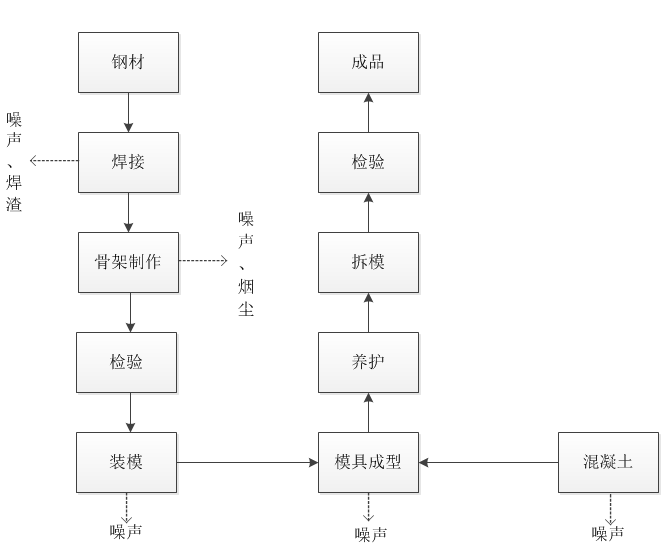 钢材
成品
噪声、焊渣
焊接
检验
骨架制作
噪声、烟尘
拆模
检验
养护
装模
模具成型
混凝土
噪声
噪声
噪声